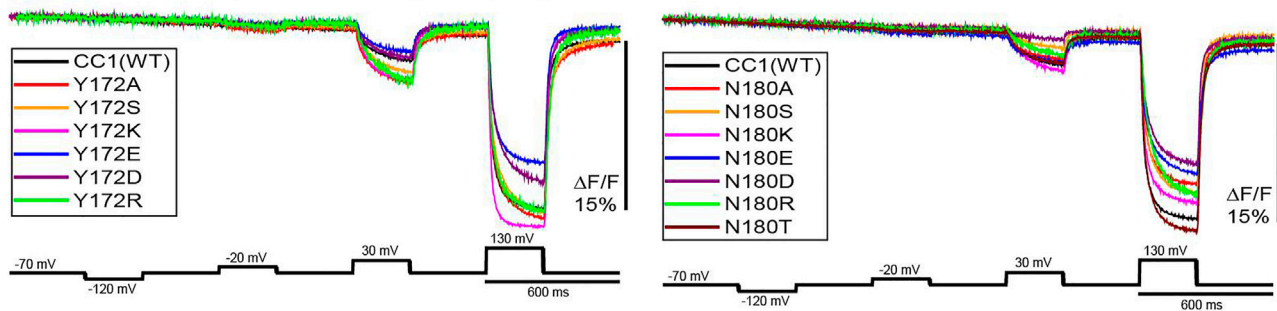 CC1(WT)
Y172A
Y172S
Y172K
Y172E
Y172D
Y172R
ΔF/F
15%
-70 mV
-120 mV
-20 mV
30 mV
130 mV
600 ms
CC1(WT)
N180A
N180S
N180K
N180E
N180D
N180R
N180T
ΔF/F
15%
-70 mV
-120 mV
-20 mV
30 mV
130 mV
600 ms